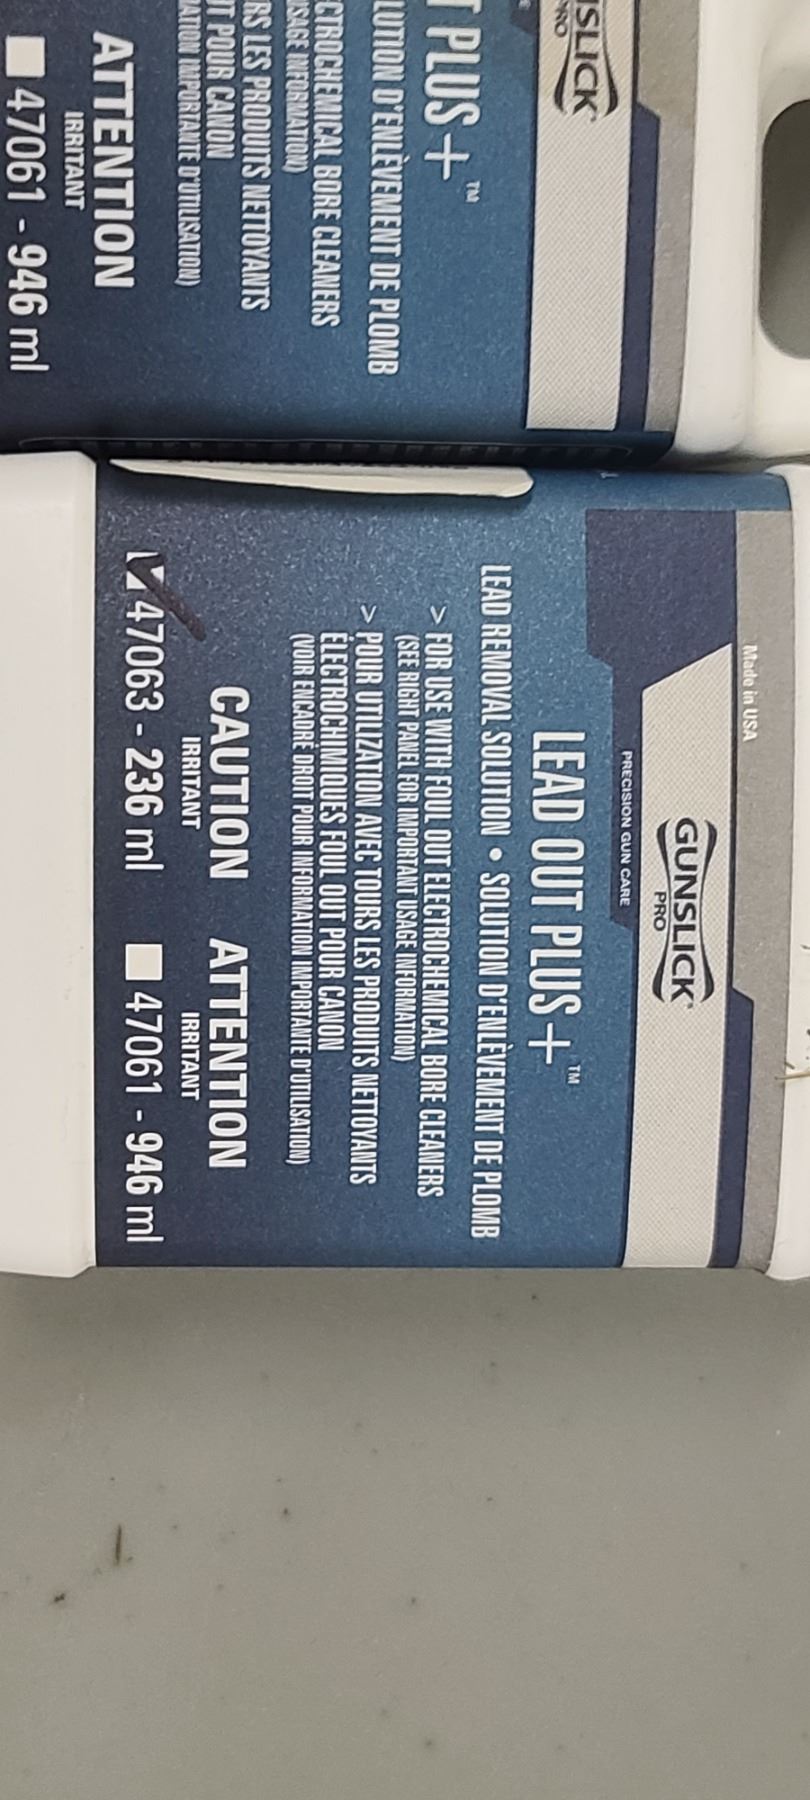 Made in USA
GUNSLICK®
PRO
PRECISION GUN CARE
LEAD OUT PLUS+™
LEAD REMOVAL SOLUTION • SOLUTION D'ENLÈVEMENT DE PLOMB
> FOR USE WITH FOUL OUT ELECTROCHEMICAL BORE CLEANERS
(SEE RIGHT PANEL FOR IMPORTANT USAGE INFORMATION)
> POUR UTILIZATION AVEC TOURS LES PRODUITS NETTOYANTS
ÉLECTROCHIMIQUES FOUL OUT POUR CANON
(VOIR ENCADRÉ DROIT POUR INFORMATION IMPORTANTE D'UTILISATION)
CAUTION ATTENTION
IRRITANT IRRITANT
47063 - 236 ml 47061 - 946 ml
NSLICK®
PRO
T PLUS+™
LUTION D'ENLÈVEMENT DE PLOMB
CTROCHEMICAL BORE CLEANERS
USAGE INFORMATION)
RS LES PRODUITS NETTOYANTS
UT POUR CANON
ATION IMPORTANTE D'UTILISATION)
ATTENTION
IRRITANT
47061 - 946 ml